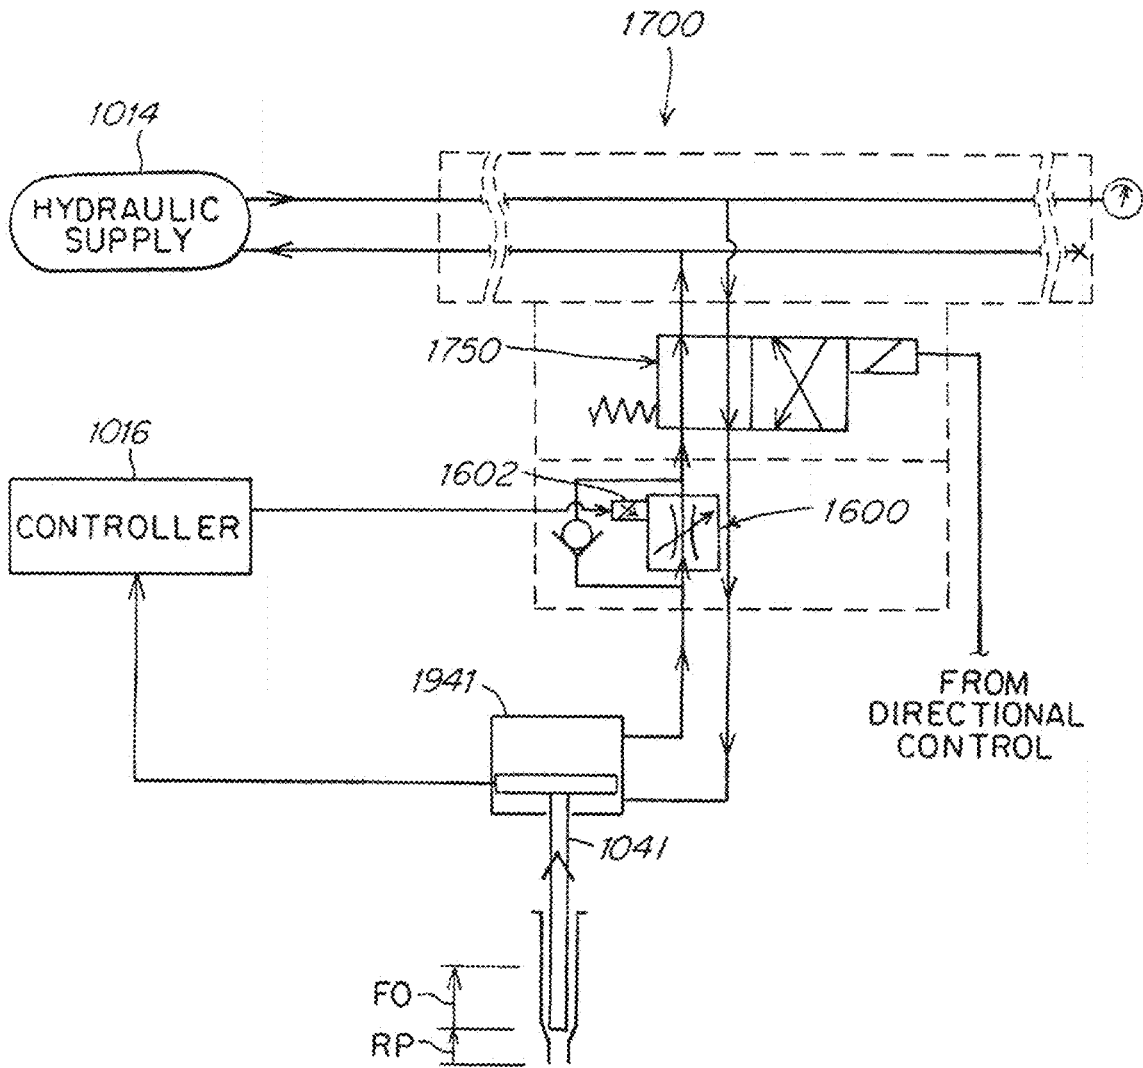 1700
1014
HYDRAULIC
SUPPLY
1750
1016
1602
CONTROLLER
1600
1941
FROM
DIRECTIONAL
CONTROL
1041
FO
RP